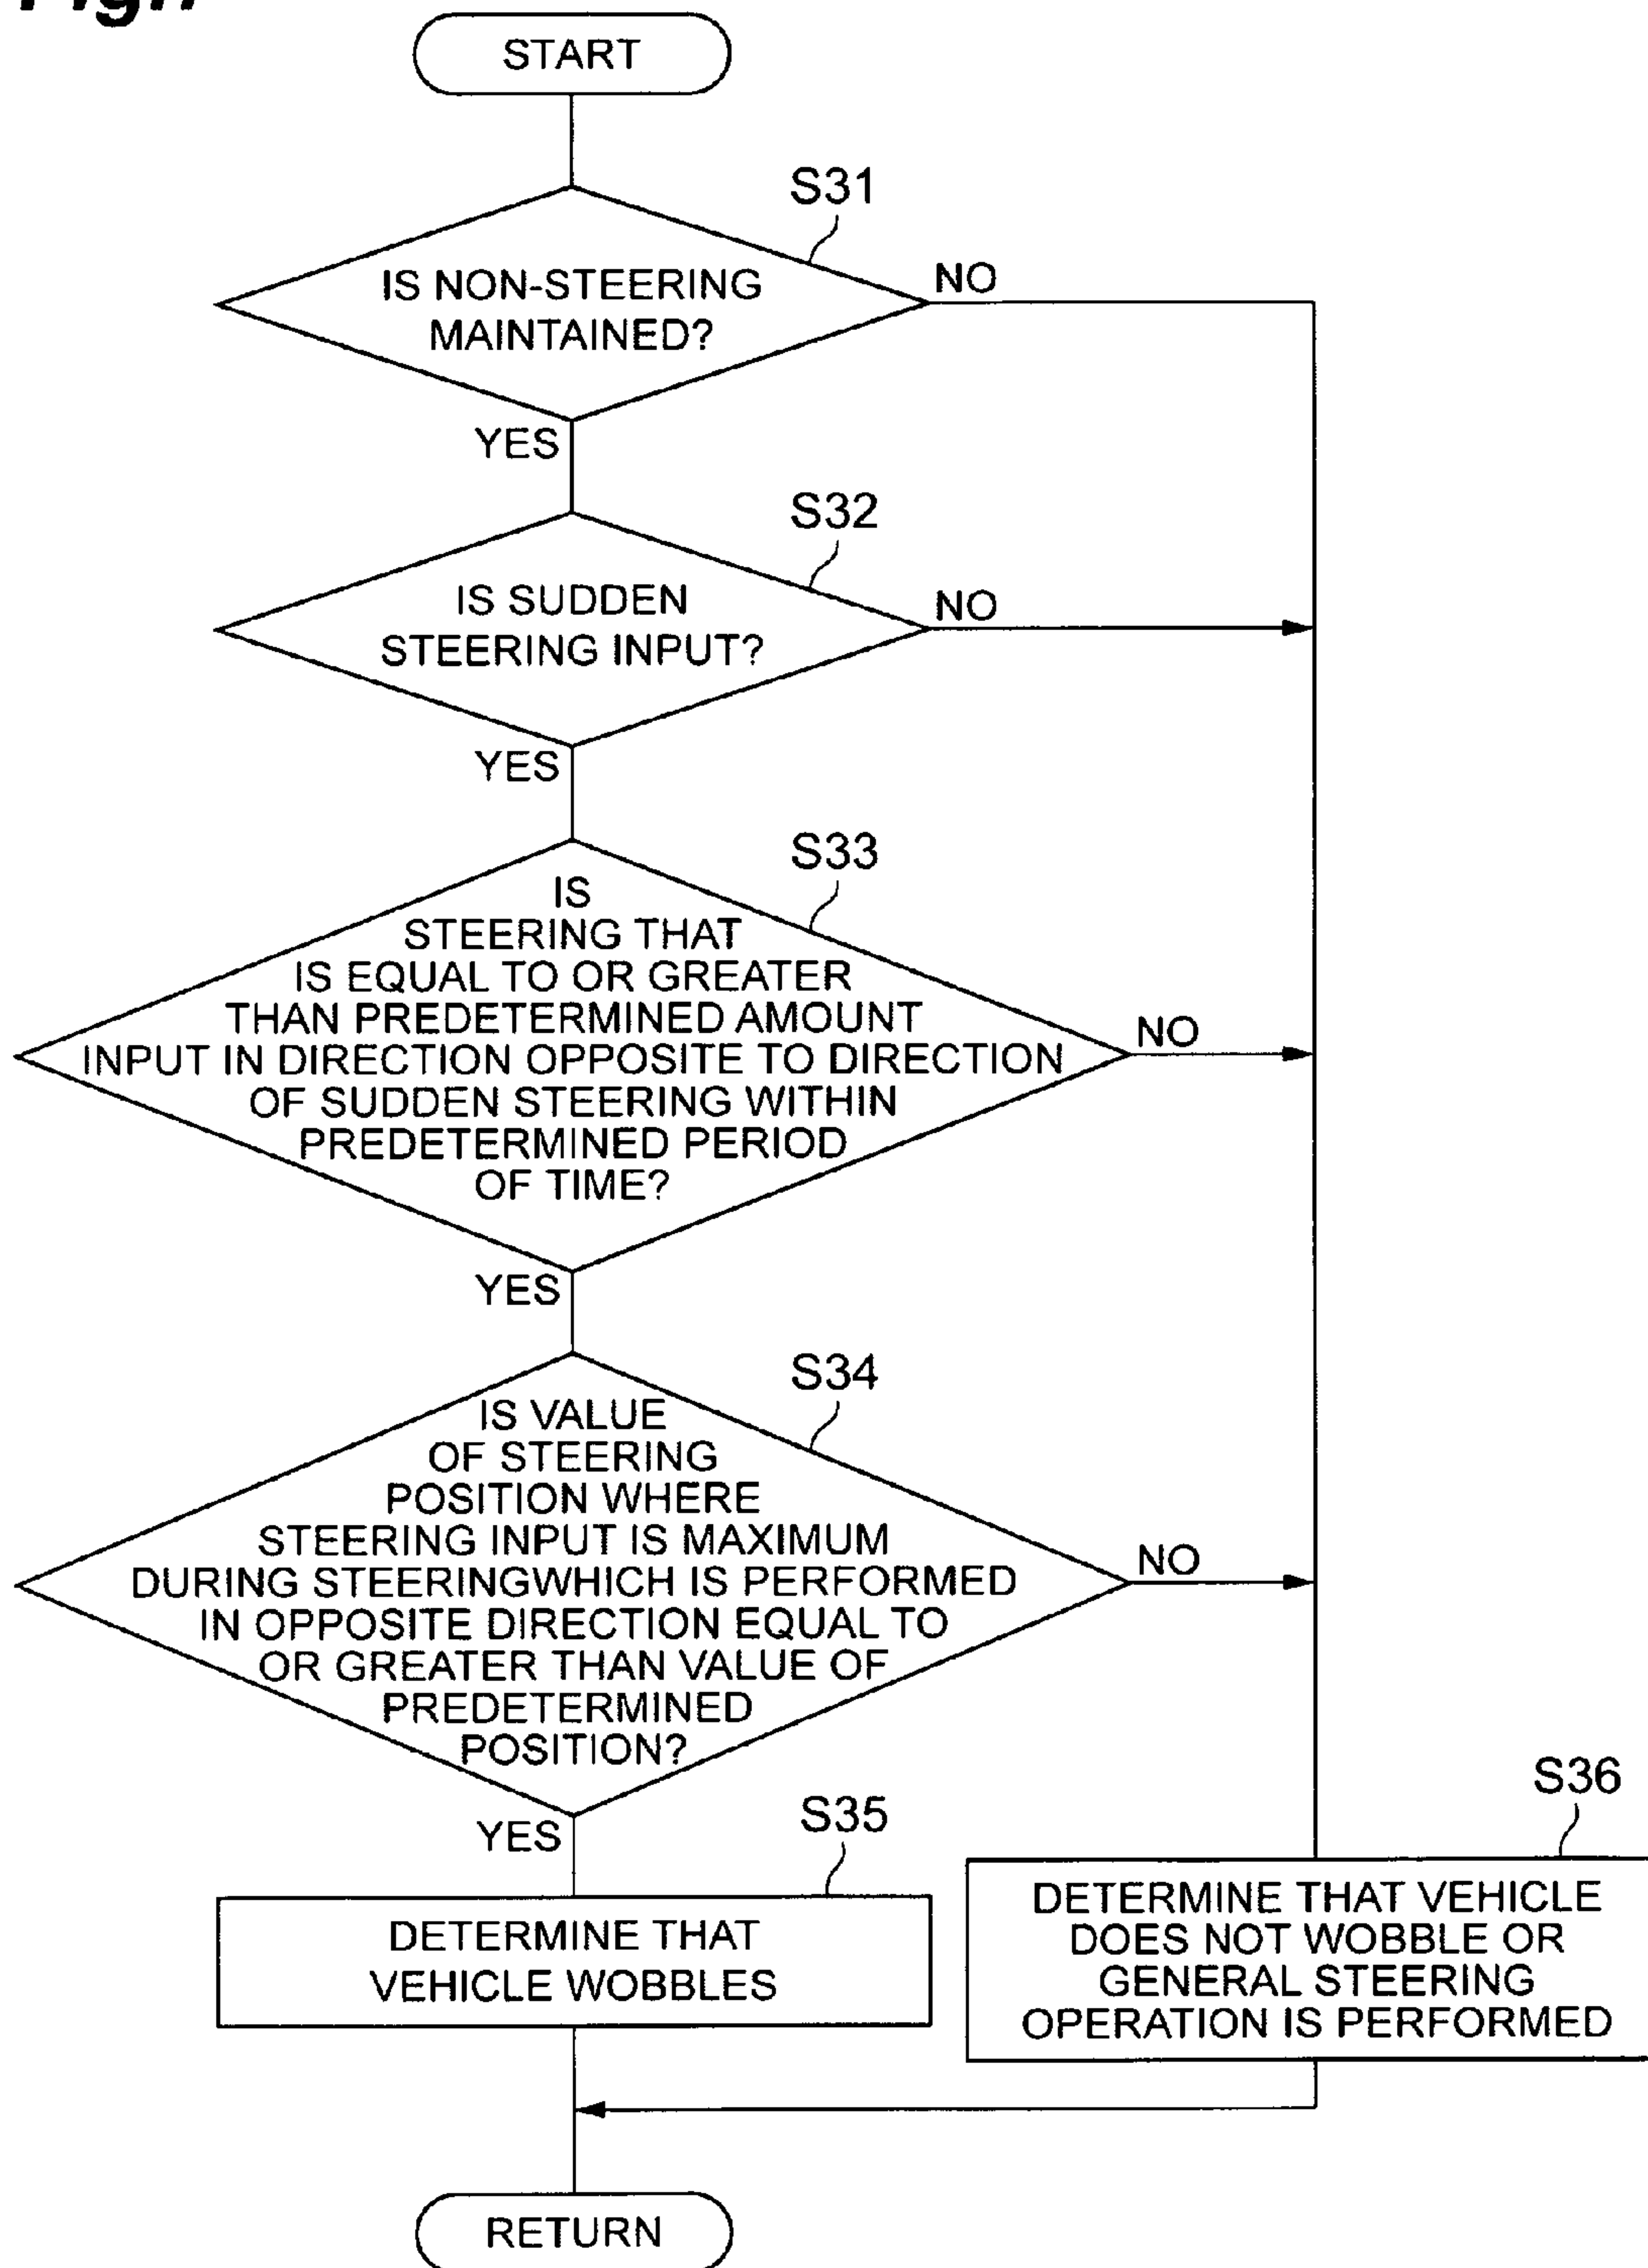 START
S31
IS NON-STEERING
MAINTAINED?
NO
YES
S32
IS SUDDEN
STEERING INPUT?
NO
YES
S33
IS
STEERING THAT
IS EQUAL TO OR GREATER
THAN PREDETERMINED AMOUNT
INPUT IN DIRECTION OPPOSITE TO DIRECTION
OF SUDDEN STEERING WITHIN
PREDETERMINED PERIOD
OF TIME?
NO
YES
S34
IS VALUE
OF STEERING
POSITION WHERE
STEERING INPUT IS MAXIMUM
DURING STEERINGWHICH IS PERFORMED
IN OPPOSITE DIRECTION EQUAL TO
OR GREATER THAN VALUE OF
PREDETERMINED
POSITION?
NO
YES
S35
DETERMINE THAT
VEHICLE WOBBLES
S36
DETERMINE THAT VEHICLE
DOES NOT WOBBLE OR
GENERAL STEERING
OPERATION IS PERFORMED
RETURN